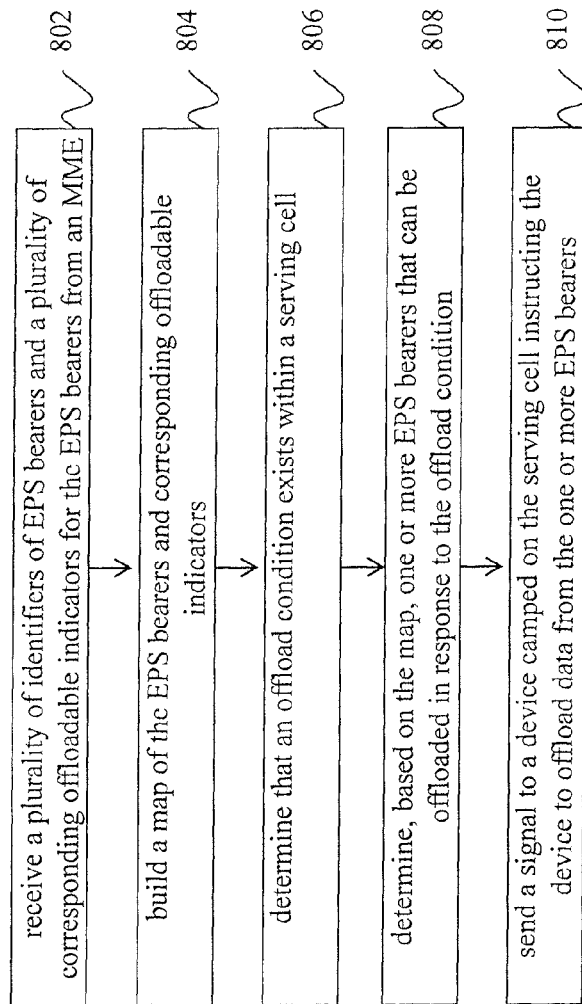 receive a plurality of identifiers of EPS bearers and a plurality of
corresponding offloadable indicators for the EPS bearers from an MME
802
build a map of the EPS bearers and corresponding offloadable
indicators
804
determine that an offload condition exists within a serving cell
806
determine, based on the map, one or more EPS bearers that can be
offloaded in response to the offload condition
808
send a signal to a device camped on the serving cell instructing the
device to offload data from the one or more EPS bearers
810